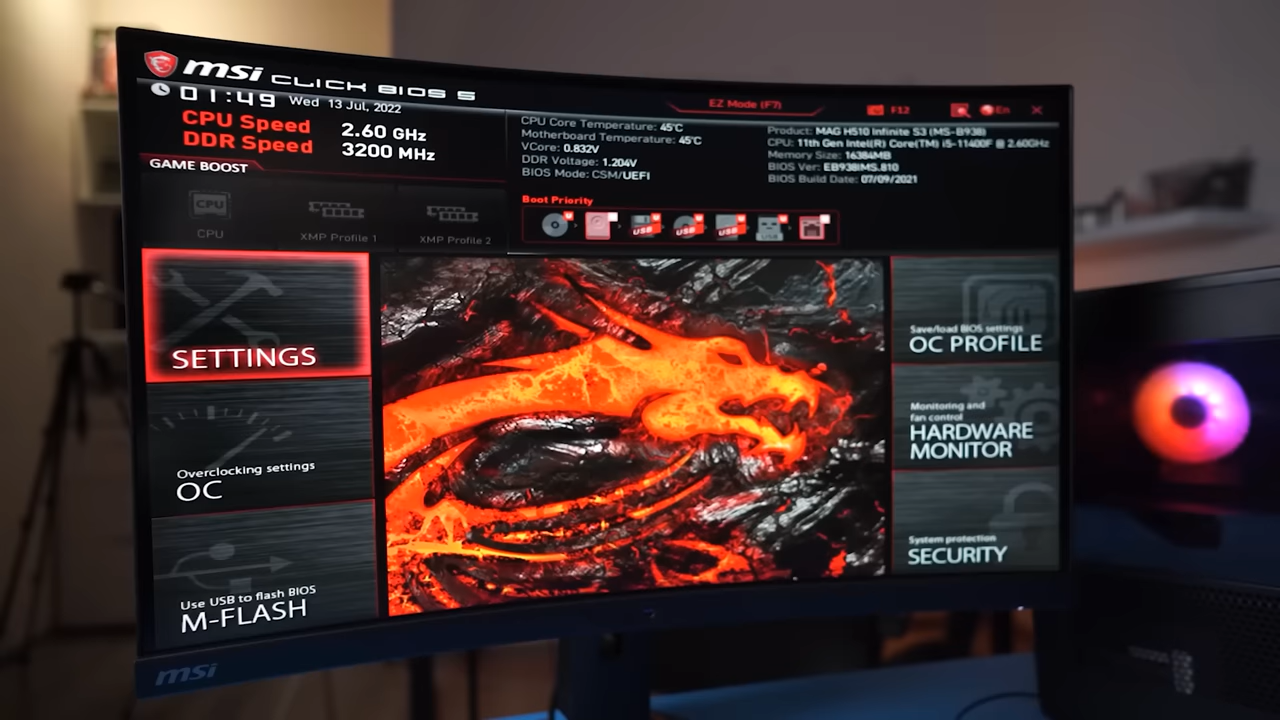 msi CLICK BIOS 5
01:49 Wed 13 Jul, 2022
EZ Mode (F7)
F12
En
CPU Speed 2.60 GHz
DDR Speed 3200 MHz
GAME BOOST
CPU
XMP Profile 1
XMP Profile 2
CPU Core Temperature: 45°C
Motherboard Temperature: 45°C
VCore: 0.832V
DDR Voltage: 1.204V
BIOS Mode: CSM/UEFI
Product: MAG H510 Infinite S3 (MS-B938)
CPU: 11th Gen Intel(R) Core(TM) i5-11400F @ 2.60GHz
Memory Size: 16384MB
BIOS Ver: EB938IMS.810
BIOS Build Date: 07/09/2021
Boot Priority
USB USB USB USB
SETTINGS
Overclocking settings
OC
Use USB to flash BIOS
M-FLASH
Save/load BIOS settings
OC PROFILE
Monitoring and
fan control
HARDWARE
MONITOR
System protection
SECURITY
msi